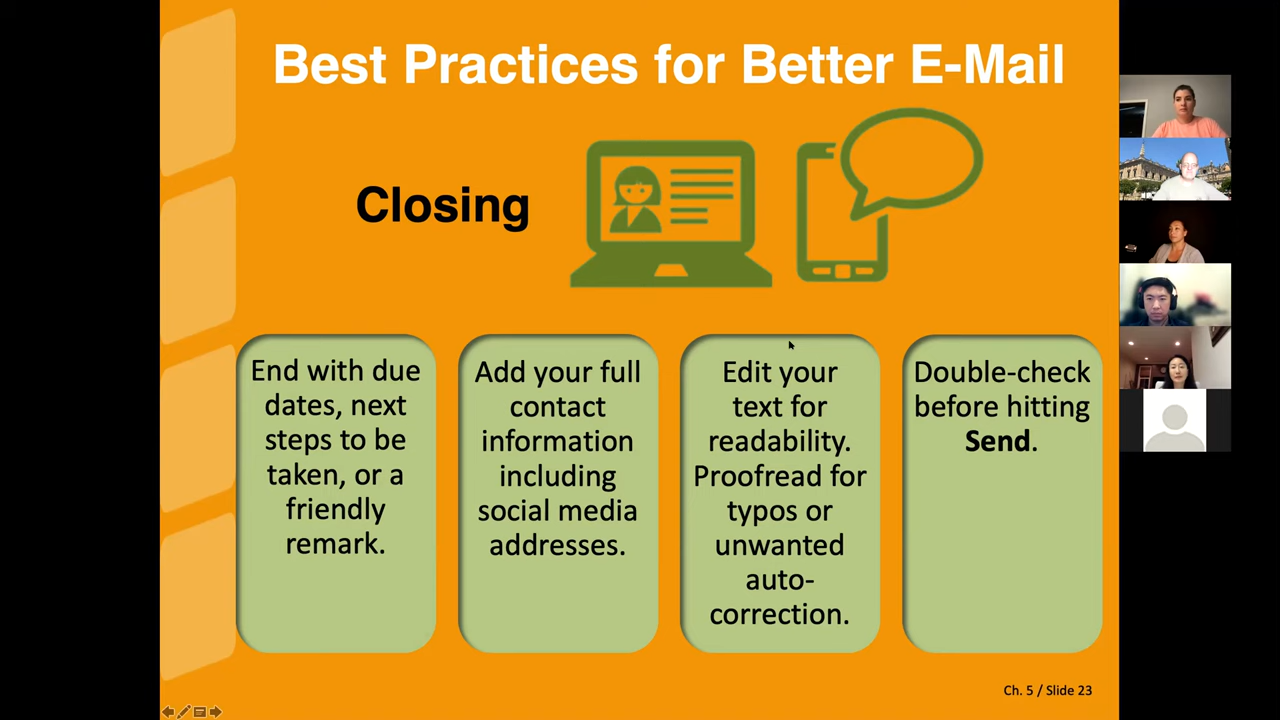 Best Practices for Better E-Mail
Closing
End with due
dates, next
steps to be
taken, or a
friendly
remark.
Add your full
contact
information
including
social media
addresses.
Edit your
text for
readability.
Proofread for
typos or
unwanted
auto-
correction.
Double-check
before hitting
Send.
Ch. 5 / Slide 23